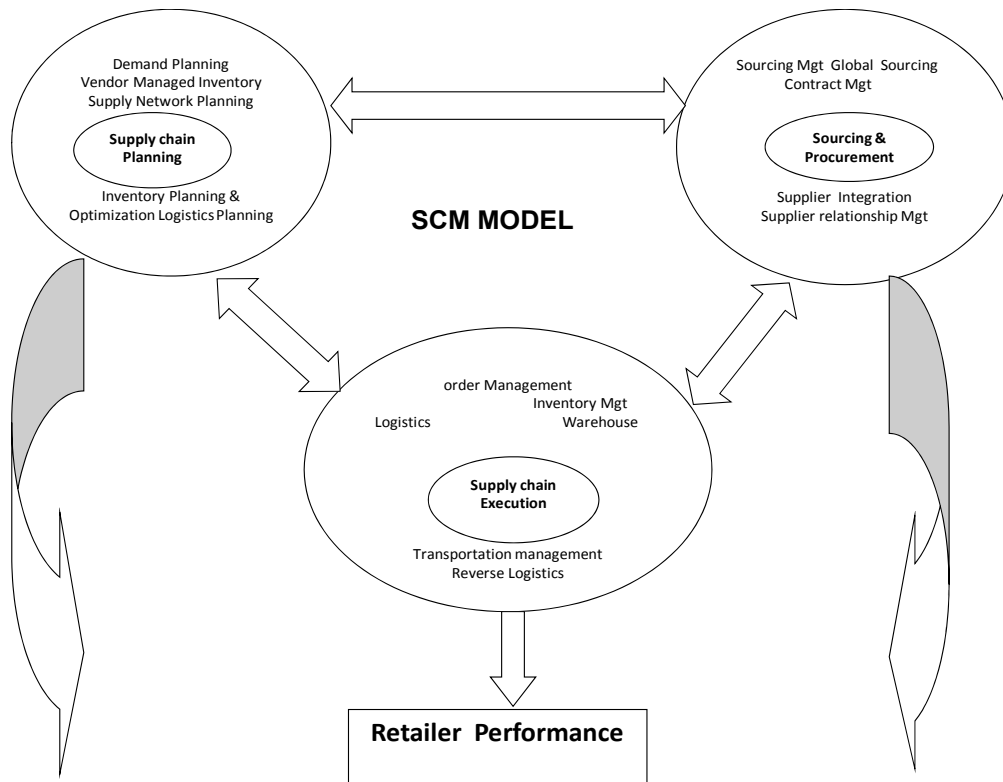 Demand Planning
Vendor Managed Inventory
Supply Network Planning
Supply chain
Planning
Inventory Planning &
Optimization Logistics Planning
Sourcing Mgt Global Sourcing
Contract Mgt
Sourcing &
Procurement
Supplier Integration
Supplier relationship Mgt
SCM MODEL
order Management
Inventory Mgt
Logistics Warehouse
Supply chain
Execution
Transportation management
Reverse Logistics
Retailer Performance